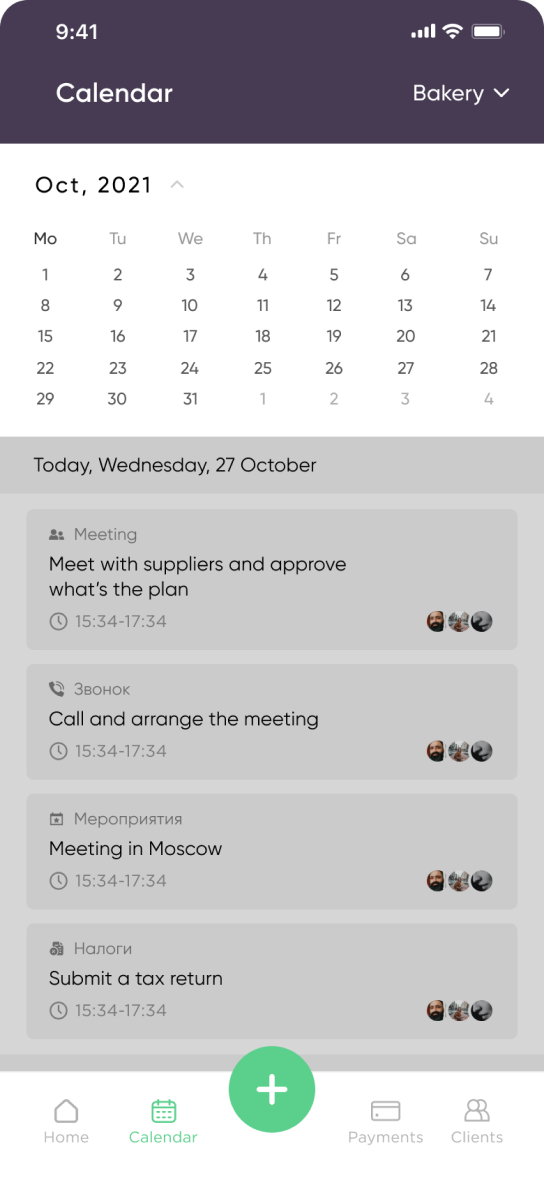 9:41
Calendar
Bakery
Oct, 2021
Mo Tu We Th Fr Sa Su
1 2 3 4 5 6 7
8 9 10 11 12 13 14
15 16 17 18 19 20 21
22 23 24 25 26 27 28
29 30 31 1 2 3 4
Today, Wednesday, 27 October
Meeting
Meet with suppliers and approve
what's the plan
15:34-17:34
Звонок
Call and arrange the meeting
15:34-17:34
Мероприятия
Meeting in Moscow
15:34-17:34
Налоги
Submit a tax return
15:34-17:34
Home Calendar Payments Clients